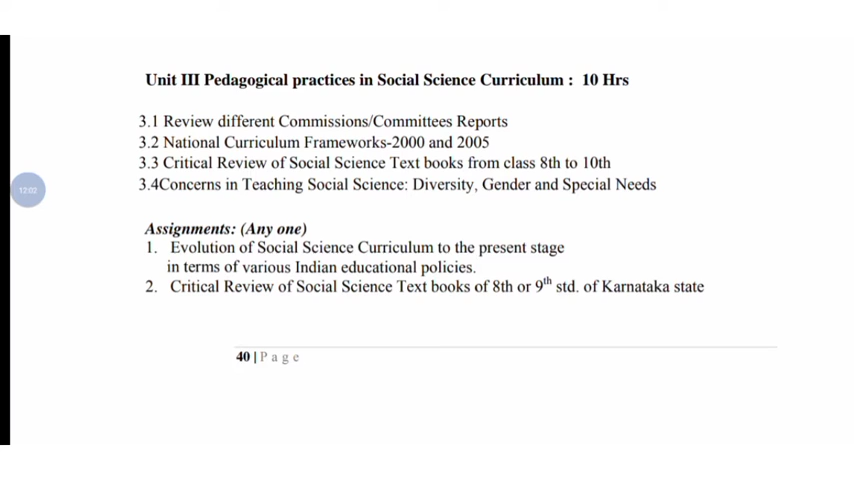 Unit III Pedagogical practices in Social Science Curriculum : 10 Hrs
3.1 Review different Commissions/Committees Reports
3.2 National Curriculum Frameworks-2000 and 2005
3.3 Critical Review of Social Science Text books from class 8th to 10th
3.4Concerns in Teaching Social Science: Diversity, Gender and Special Needs
12:02
Assignments: (Any one)
1. Evolution of Social Science Curriculum to the present stage
in terms of various Indian educational policies.
2. Critical Review of Social Science Text books of 8th or 9th std. of Karnataka state
40 | P a g e